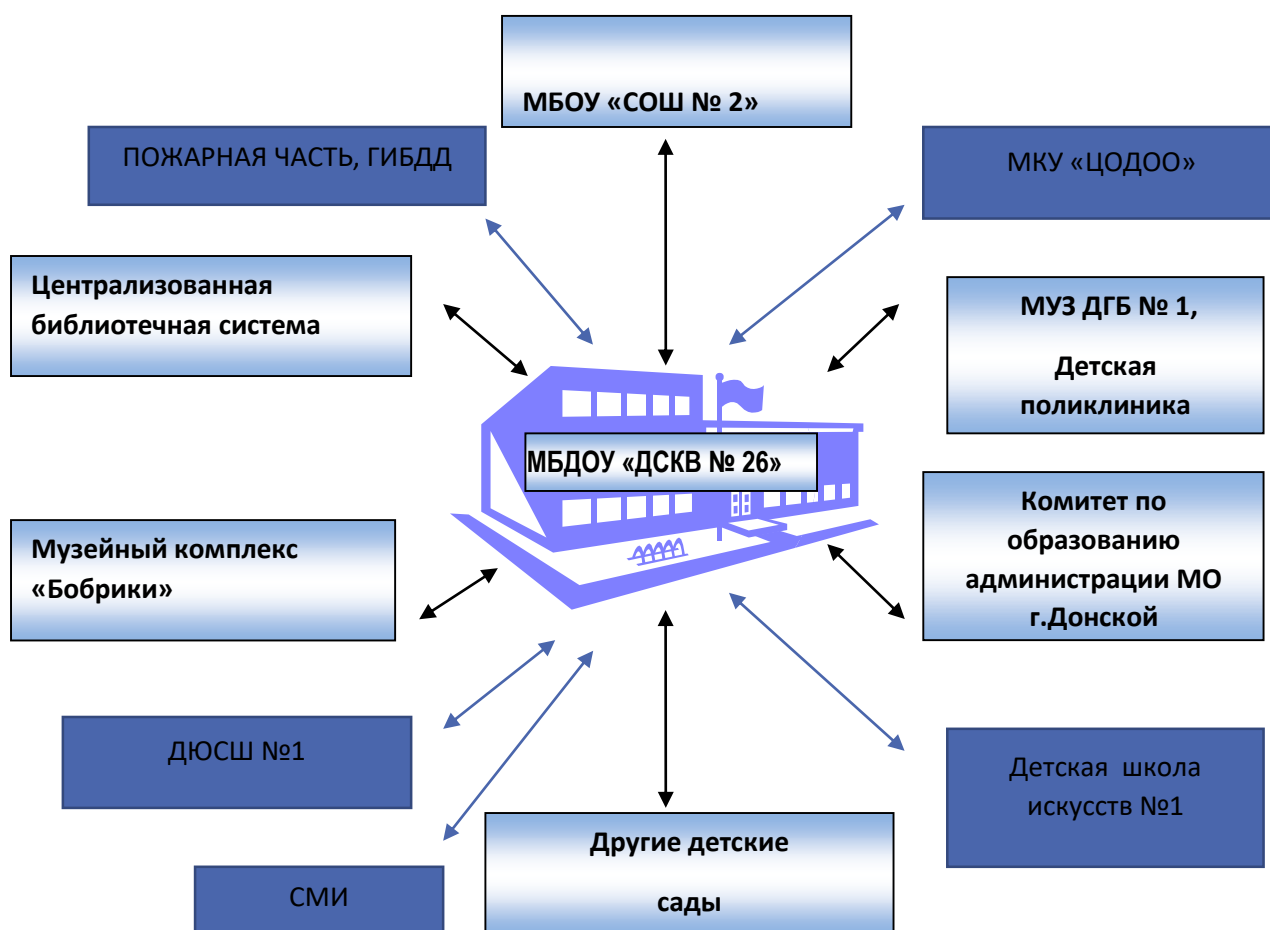 МБОУ «СОШ № 2»
ПОЖАРНАЯ ЧАСТЬ, ГИБДД
МКУ «ЦОДОО»
Централизованная
библиотечная система
МУЗ ДГБ № 1,
Детская
поликлиника
МБДОУ «ДСКВ № 26»
Музейный комплекс
«Бобрики»
Комитет по
образованию
администрации МО
г.Донской
ДЮСШ №1
Детская школа
искусств №1
Другие детские
сады
СМИ